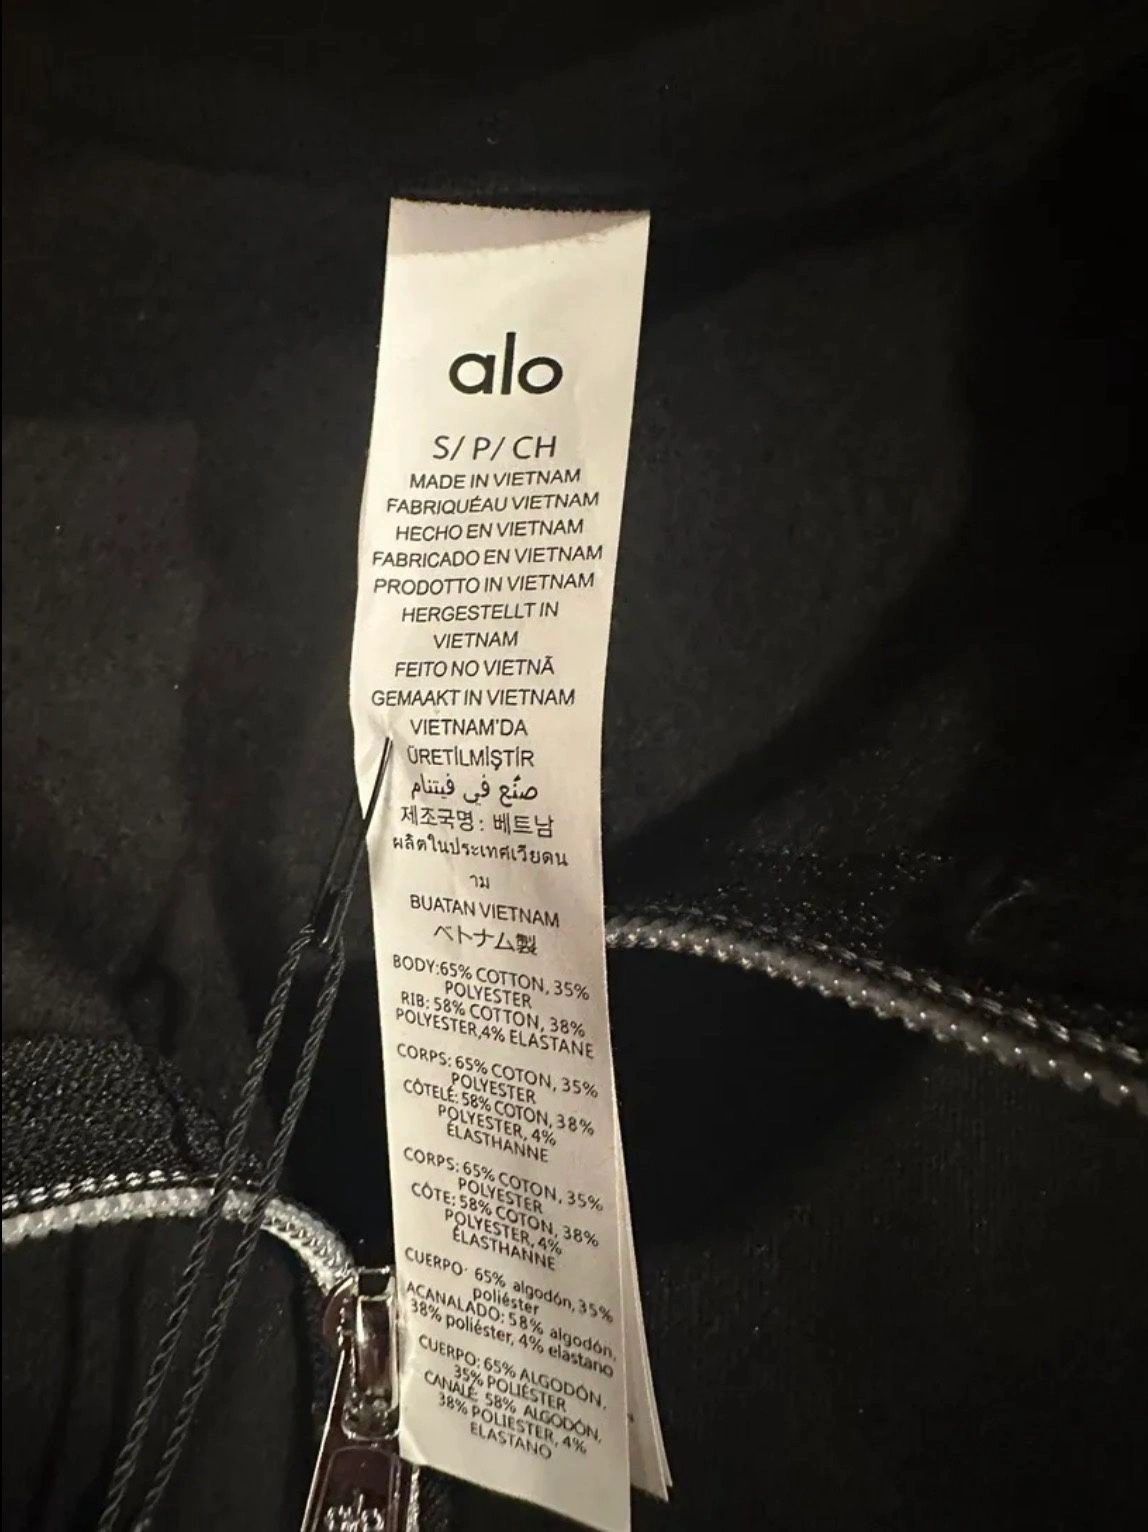 alo
S/ P/ CH
MADE IN VIETNAM
FABRIQUÉAU VIETNAM
HECHO EN VIETNAM
FABRICADO EN VIETNAM
PRODOTTO IN VIETNAM
HERGESTELLT IN
VIETNAM
FEITO NO VIETNÃ
GEMAAKT IN VIETNAM
VIETNAM'DA
ÜRETİLMİŞTİR
صنع في فيتنام
제조국명 : 베트남
ผลิตในประเทศเวียดน
าม
BUATAN VIETNAM
ベトナム製
BODY:65% COTTON, 35%
POLYESTER
RIB: 58% COTTON, 38%
POLYESTER,4% ELASTANE
CORPS: 65% COTON, 35%
POLYESTER
CÔTELÉ: 58% COTON, 38%
POLYESTER, 4%
ÉLASTHANNE
CORPS: 65% COTON, 35%
POLYESTER
CÔTE: 58% COTON, 38%
POLYESTER, 4%
ÉLASTHANNE
CUERPO: 65% algodón, 35%
poliéster
ACANALADO: 58% algodón,
38% poliéster, 4% elastano
CUERPO: 65% ALGODÓN,
35% POLIÉSTER
CANALÉ: 58% ALGODÓN,
38% POLIÉSTER, 4%
ELASTANO